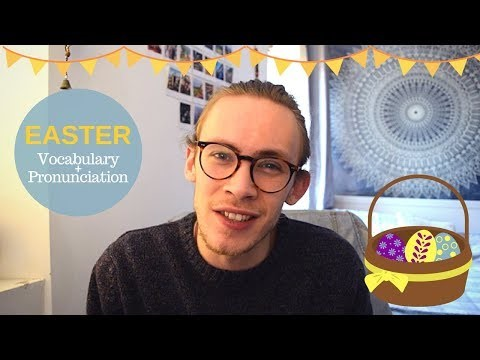 EASTER
Vocabulary
+
Pronunciation